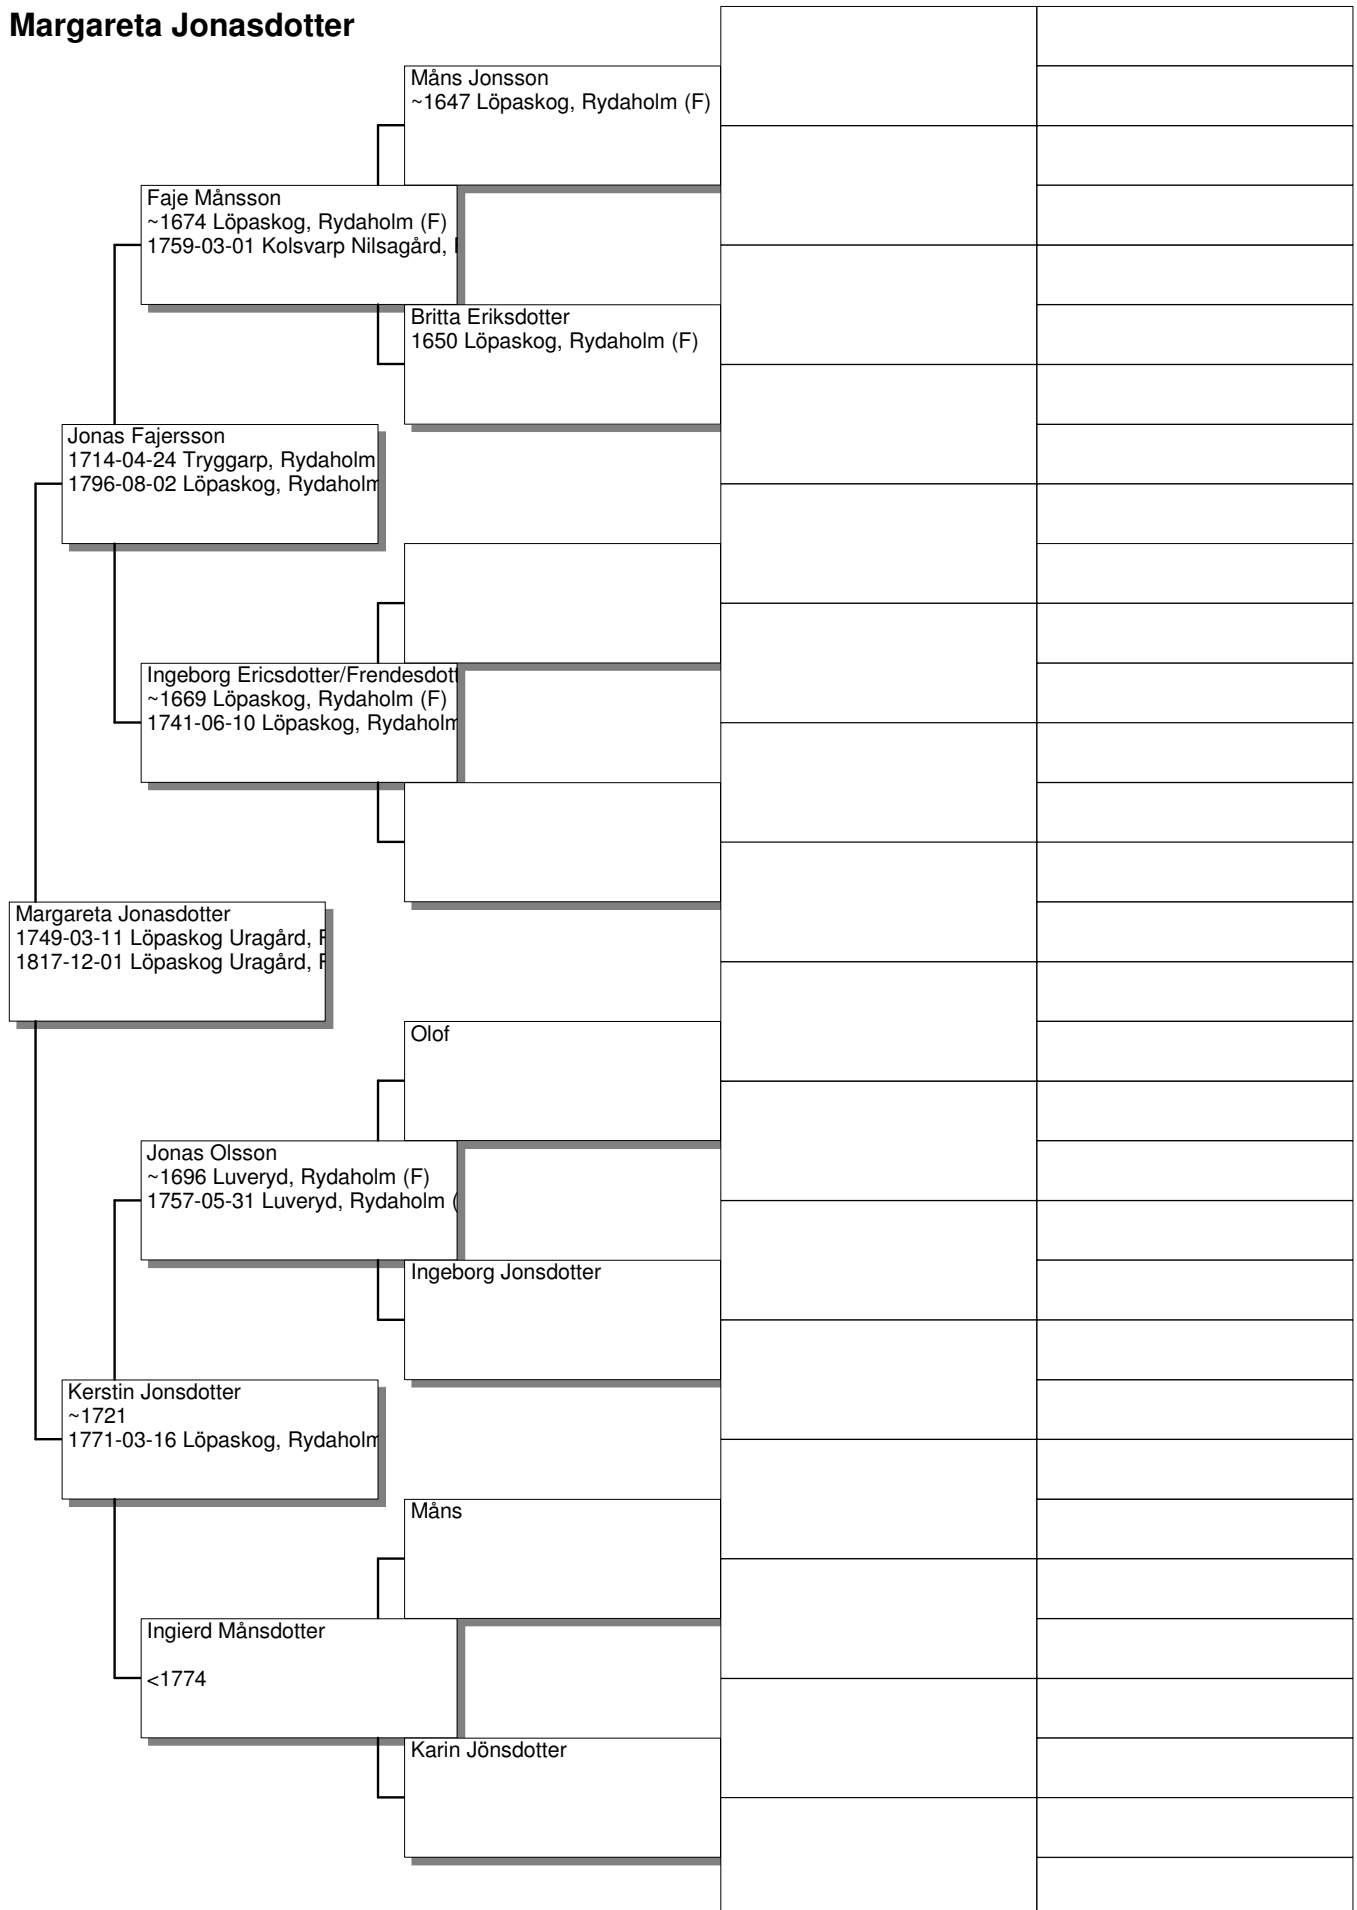 Margareta Jonasdotter
Måns Jonsson
~1647 Löpaskog, Rydaholm (F)
Faje Månsson
~1674 Löpaskog, Rydaholm (F)
1759-03-01 Kolsvarp Nilsagård,
Britta Eriksdotter
1650 Löpaskog, Rydaholm (F)
Jonas Fajersson
1714-04-24 Tryggarp, Rydaholm
1796-08-02 Löpaskog, Rydaholm
Ingeborg Ericsdotter/Frendesdott
~1669 Löpaskog, Rydaholm (F)
1741-06-10 Löpaskog, Rydaholm
Margareta Jonasdotter
1749-03-11 Löpaskog Uragård,
1817-12-01 Löpaskog Uragård,
Olof
Jonas Olsson
~1696 Luveryd, Rydaholm (F)
1757-05-31 Luveryd, Rydaholm (
Ingeborg Jonsdotter
Kerstin Jonsdotter
~1721
1771-03-16 Löpaskog, Rydaholm
Måns
Ingierd Månsdotter
<1774
Karin Jönsdotter